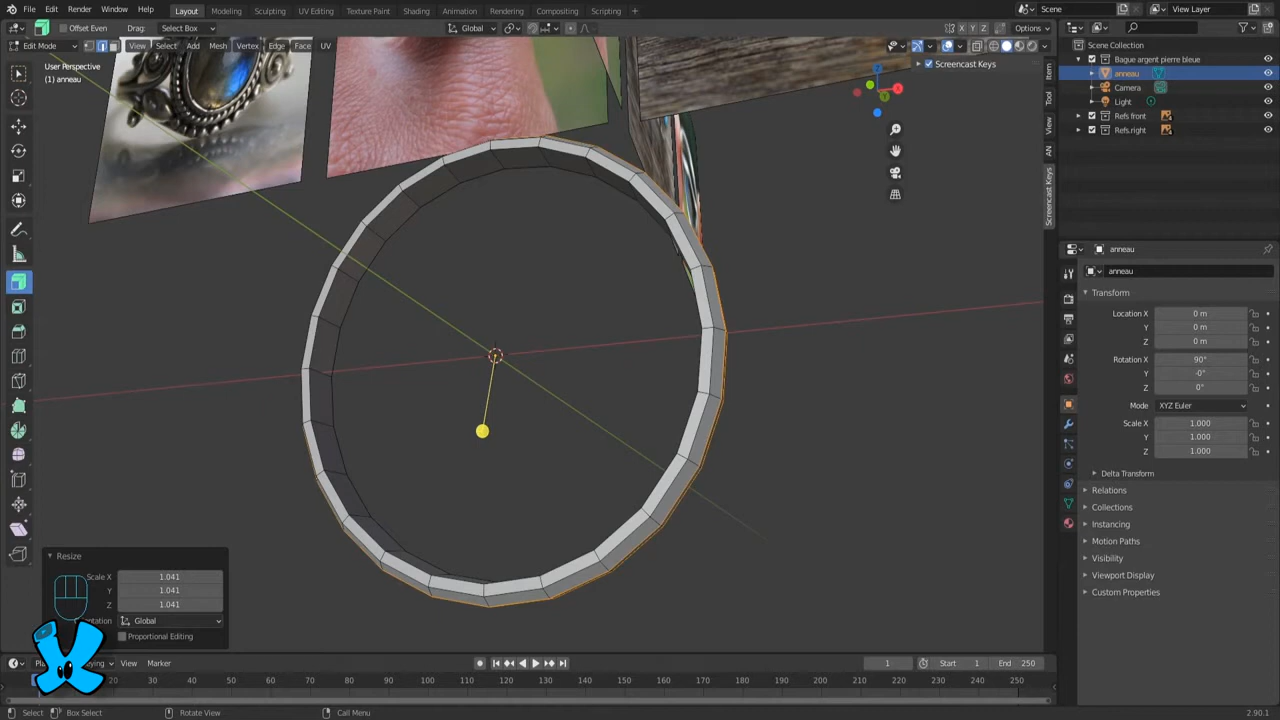 File Edit Render Window Help Layout Modeling Sculpting UV Editing Texture Paint Shading Animation Rendering Compositing Scripting + Scene View Layer
Offset Even Drag: Select Box Global Options
Edit Mode View Select Add Mesh Vertex Edge Face UV
User Perspective
(1) anneau
Screencast Keys
Item
Tool
View
AN
Screencast Keys
Scene Collection
Bague argent pierre bleue
anneau
Camera
Light
Refs front
Refs right
anneau
anneau
Transform
Location X 0 m
Y 0 m
Z 0 m
Rotation X 90°
Y -0°
Z 0°
Mode XYZ Euler
Scale X 1.000
Y 1.000
Z 1.000
Delta Transform
Relations
Collections
Instancing
Motion Paths
Visibility
Viewport Display
Custom Properties
Resize
Scale X 1.041
Y 1.041
Z 1.041
Global
Proportional Editing
View Marker 1 Start 1 End 250
20 30 40 50 60 70 80 90 100 110 120 130 140 150 160 170 180 190 200 210 220 230 240 250
Select Box Select Rotate View Call Menu 2.90.1